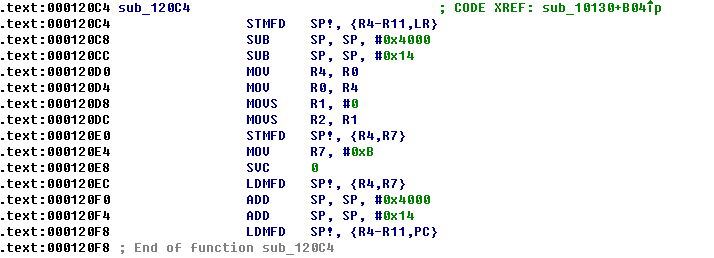 .text:000120C4 sub_120C4 ; CODE XREF: sub_10130+B04↑p
.text:000120C4 STMFD SP!, {R4-R11,LR}
.text:000120C8 SUB SP, SP, #0x4000
.text:000120CC SUB SP, SP, #0x14
.text:000120D0 MOV R4, R0
.text:000120D4 MOV R0, R4
.text:000120D8 MOVS R1, #0
.text:000120DC MOVS R2, R1
.text:000120E0 STMFD SP!, {R4,R7}
.text:000120E4 MOV R7, #0xB
.text:000120E8 SVC 0
.text:000120EC LDMFD SP!, {R4,R7}
.text:000120F0 ADD SP, SP, #0x4000
.text:000120F4 ADD SP, SP, #0x14
.text:000120F8 LDMFD SP!, {R4-R11,PC}
.text:000120F8 ; End of function sub_120C4